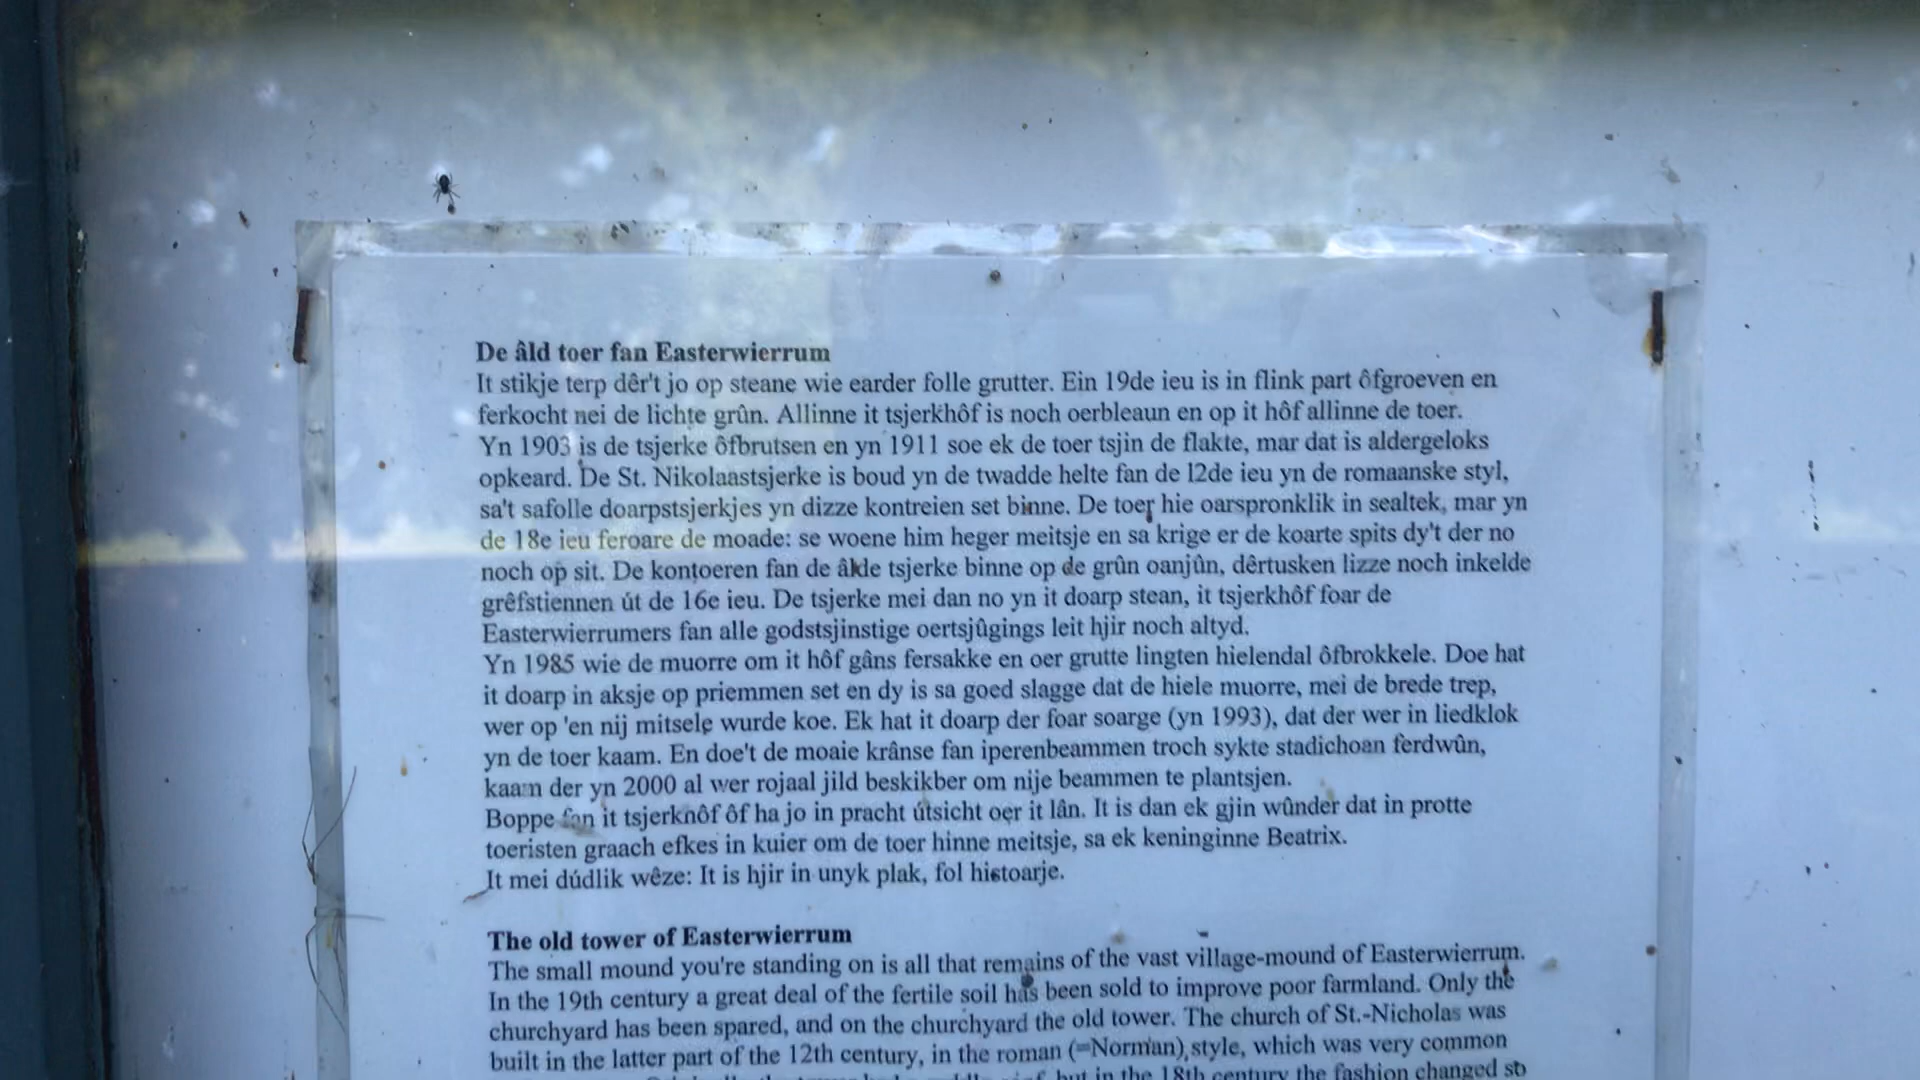 De âld toer fan Easterwierrum
It stikje terp dêr't jo op steane wie earder folle grutter. Ein 19de ieu is in flink part ôfgroeven en
ferkocht nei de lichte grûn. Allinne it tsjerkhôf is noch oerbleaun en op it hôf allinne de toer.
Yn 1903 is de tsjerke ôfbrutsen en yn 1911 soe ek de toer tsjin de flakte, mar dat is aldergeloks
opkeard. De St. Nikolaastsjerke is boud yn de twadde helte fan de 12de ieu yn de romaanske styl,
sa't safolle doarpstsjerkjes yn dizze kontreien set binne. De toer hie oarspronklik in sealtek, mar yn
de 18e ieu feroare de moade: se woene him heger meitsje en sa krige er de koarte spits dy't der no
noch op sit. De kontoeren fan de âlde tsjerke binne op de grûn oanjûn, dêrtusken lizze noch inkelde
grêfstiennen út de 16e ieu. De tsjerke mei dan no yn it doarp stean, it tsjerkhôf foar de
Easterwierrumers fan alle godstsjinstige oertsjûgings leit hjir noch altyd.
Yn 1985 wie de muorre om it hôf gâns fersakke en oer grutte lingten hielendal ôfbrokkele. Doe hat
it doarp in aksje op priemmen set en dy is sa goed slagge dat de hiele muorre, mei de brede trep,
wer op 'en nij mitsele wurde koe. Ek hat it doarp der foar soarge (yn 1993), dat der wer in liedklok
yn de toer kaam. En doe't de moaie krânse fan iperenbeammen troch sykte stadichoan ferdwûn,
kaam der yn 2000 al wer rojaal jild beskikber om nije beammen te plantsjen.
Boppe fan it tsjerkhôf ôf ha jo in pracht útsicht oer it lân. It is dan ek gjin wûnder dat in protte
toeristen graach efkes in kuier om de toer hinne meitsje, sa ek keninginne Beatrix.
It mei dúdlik wêze: It is hjir in unyk plak, fol histoarje.
The old tower of Easterwierrum
The small mound you're standing on is all that remains of the vast village-mound of Easterwierrum.
In the 19th century a great deal of the fertile soil has been sold to improve poor farmland. Only the
churchyard has been spared, and on the churchyard the old tower. The church of St.-Nicholas was
built in the latter part of the 12th century, in the roman (=Norman) style, which was very common
but in the 18th century the fashion changed so